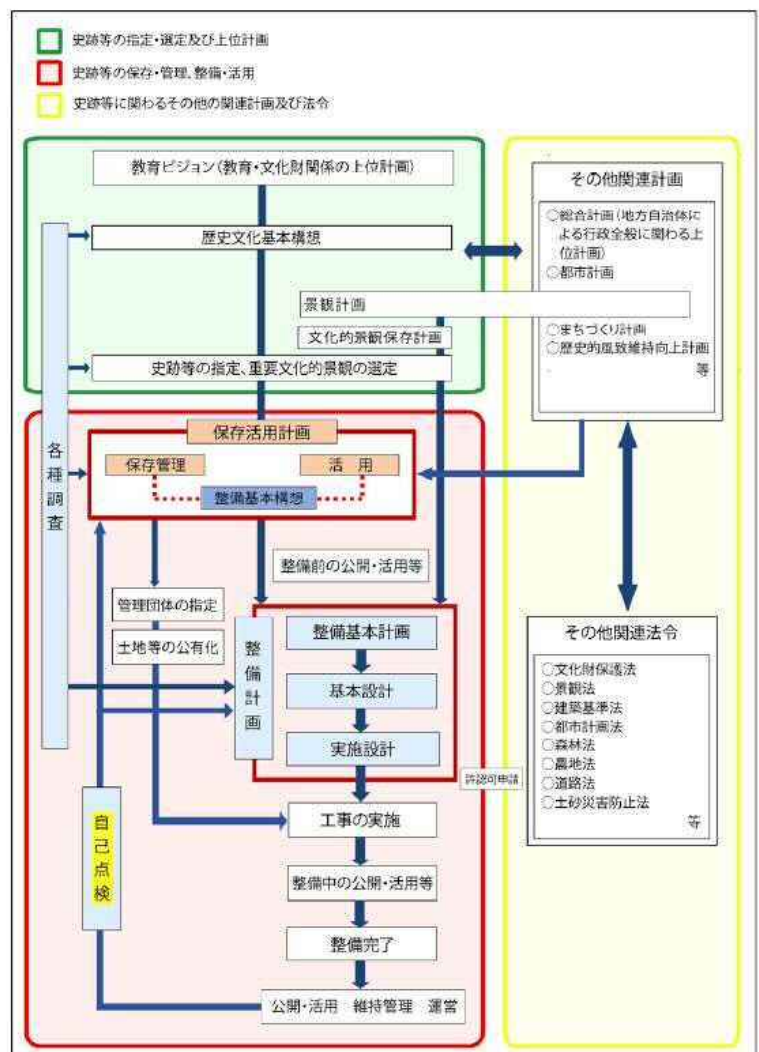 史跡等の指定・選定及び上位計画
史跡等の保存・管理、整備・活用
史跡等に関わるその他の関連計画及び法令
教育ビジョン(教育・文化財関係の上位計画)
歴史文化基本構想
景観計画
文化的景観保存計画
史跡等の指定、重要文化的景観の選定
各種調査
保存活用計画
保存管理
活 用
整備基本構想
整備前の公開・活用等
管理団体の指定
土地等の公有化
整備計画
整備基本計画
基本設計
実施設計
許認可申請
工事の実施
整備中の公開・活用等
整備完了
公開・活用 維持管理 運営
自己点検
その他関連計画
○総合計画(地方自治体に
よる行政全般に関わる上
位計画)
○都市計画
○まちづくり計画
○歴史的風致維持向上計画
等
その他関連法令
○文化財保護法
○景観法
○建築基準法
○都市計画法
○森林法
○農地法
○道路法
○土砂災害防止法
等